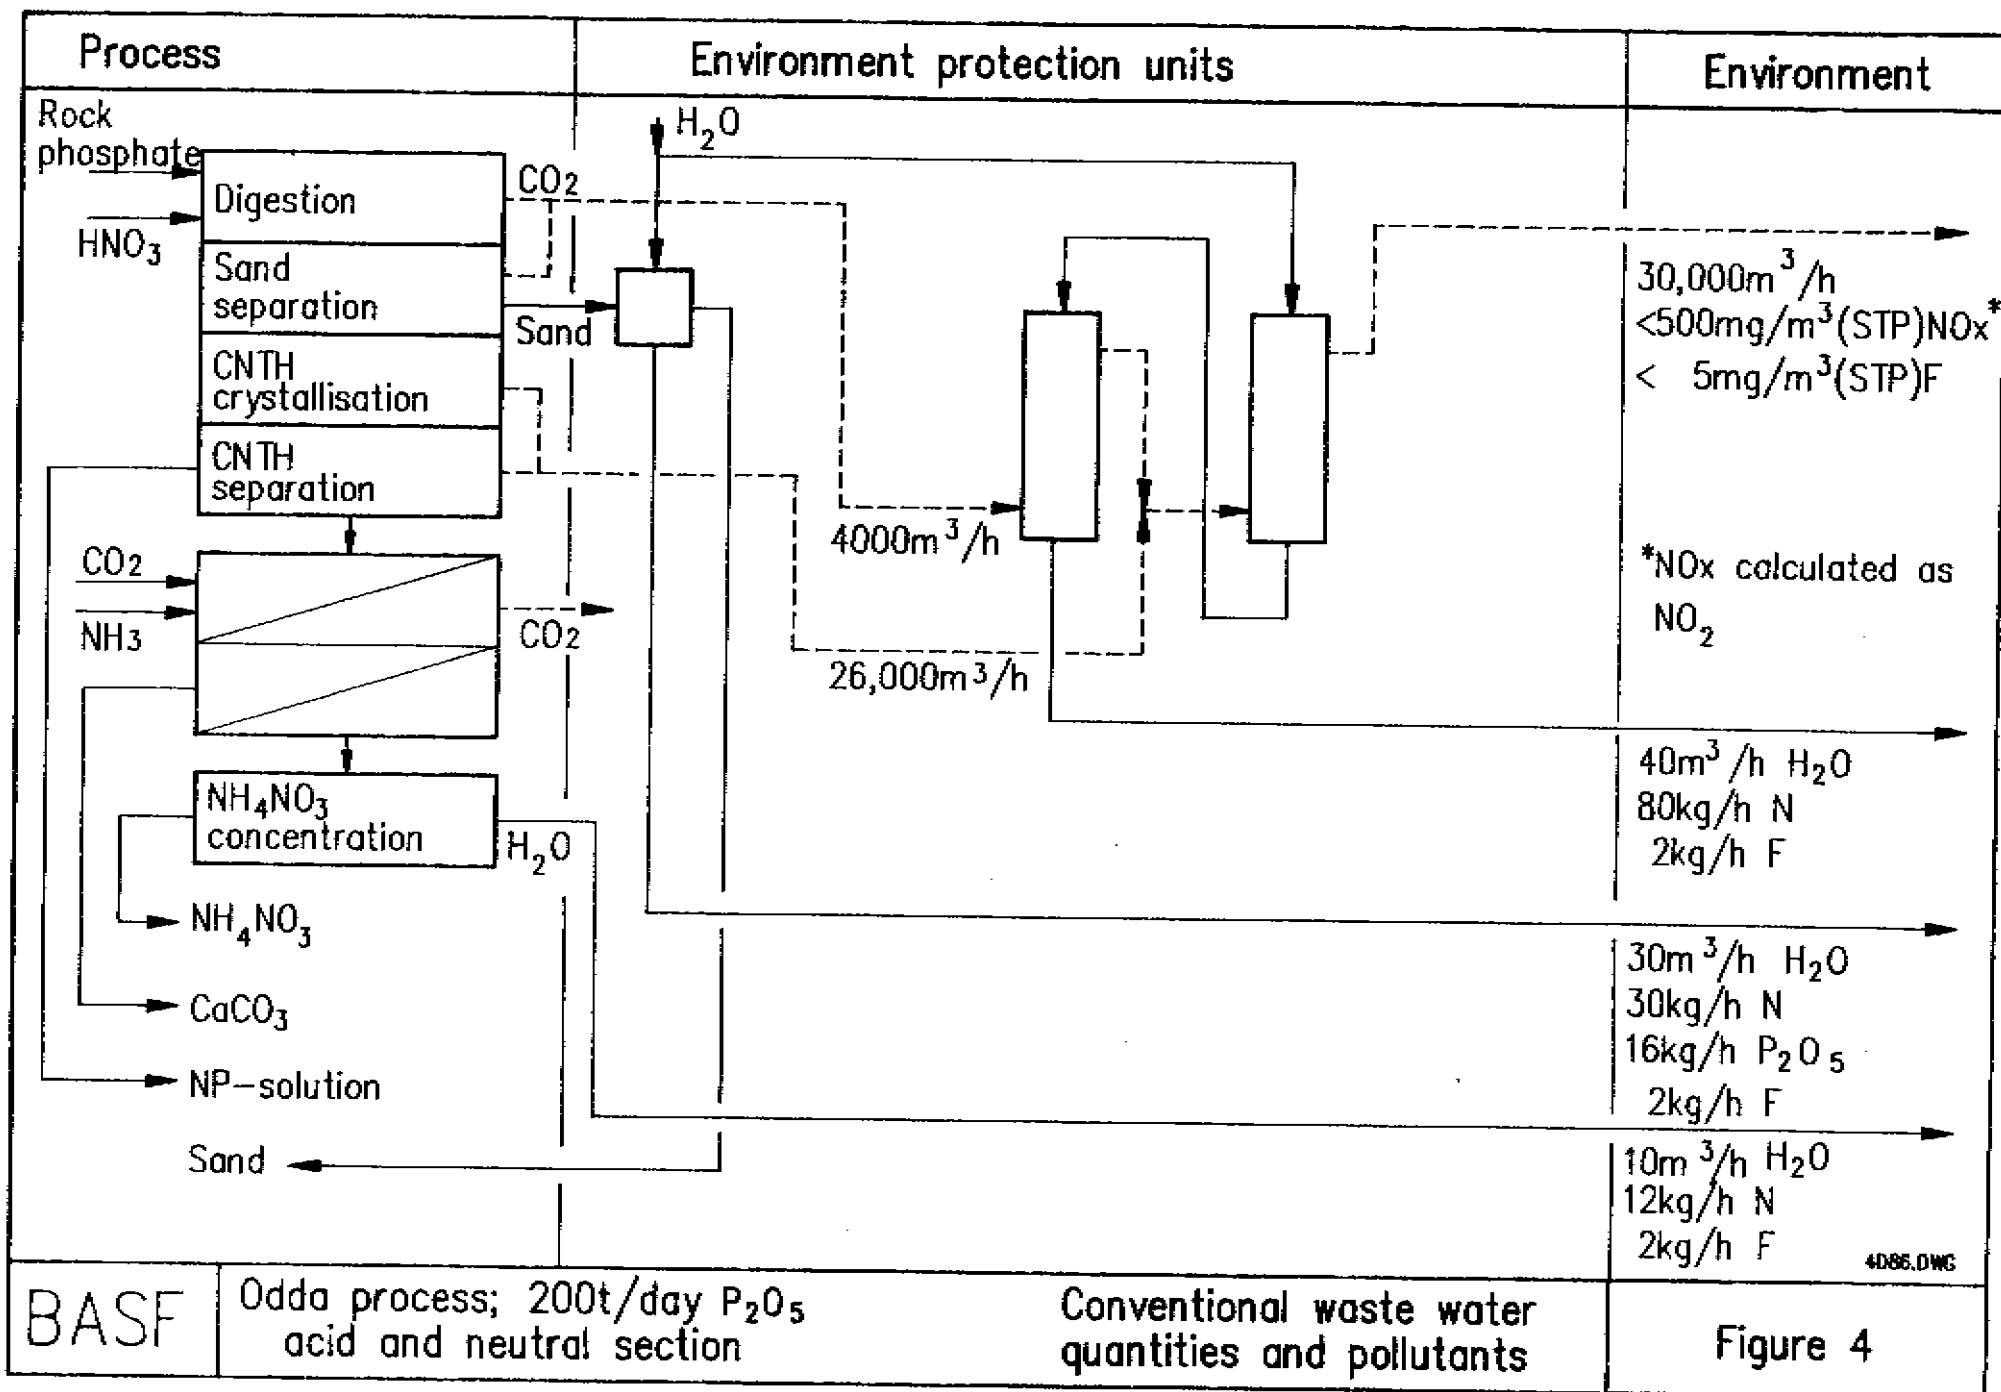 Process
Environment protection units
Environment
Rock
phosphate
HNO₃
Digestion
Sand
separation
CNTH
crystallisation
CNTH
separation
CO₂
Sand
H₂O
CO₂
NH₃
CO₂
NH₄NO₃
concentration
H₂O
NH₄NO₃
CaCO₃
NP-solution
Sand
4000m³/h
26,000m³/h
30,000m³/h
<500mg/m³(STP)NOx*
< 5mg/m³(STP)F
*NOx calculated as
NO₂
40m³/h H₂O
80kg/h N
2kg/h F
30m³/h H₂O
30kg/h N
16kg/h P₂O₅
2kg/h F
10m³/h H₂O
12kg/h N
2kg/h F
4D86.DWG
BASF
Odda process; 200t/day P₂O₅
acid and neutral section
Conventional waste water
quantities and pollutants
Figure 4